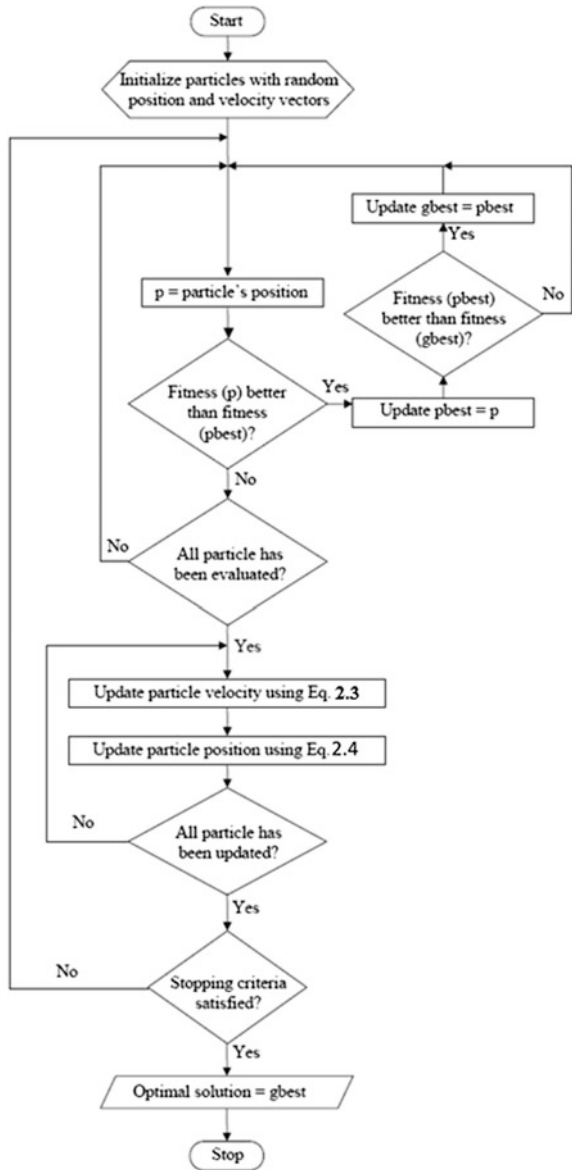 Start
Initialize particles with random
position and velocity vectors
Update gbest = pbest
Yes
p = particle's position
Fitness (pbest)
better than fitness
(gbest)?
No
Fitness (p) better
than fitness
(pbest)?
Yes
Update pbest = p
No
No
All particle has
been evaluated?
Yes
Update particle velocity using Eq. 2.3
Update particle position using Eq.2.4
No
All particle has
been updated?
Yes
No
Stopping criteria
satisfied?
Yes
Optimal solution = gbest
Stop